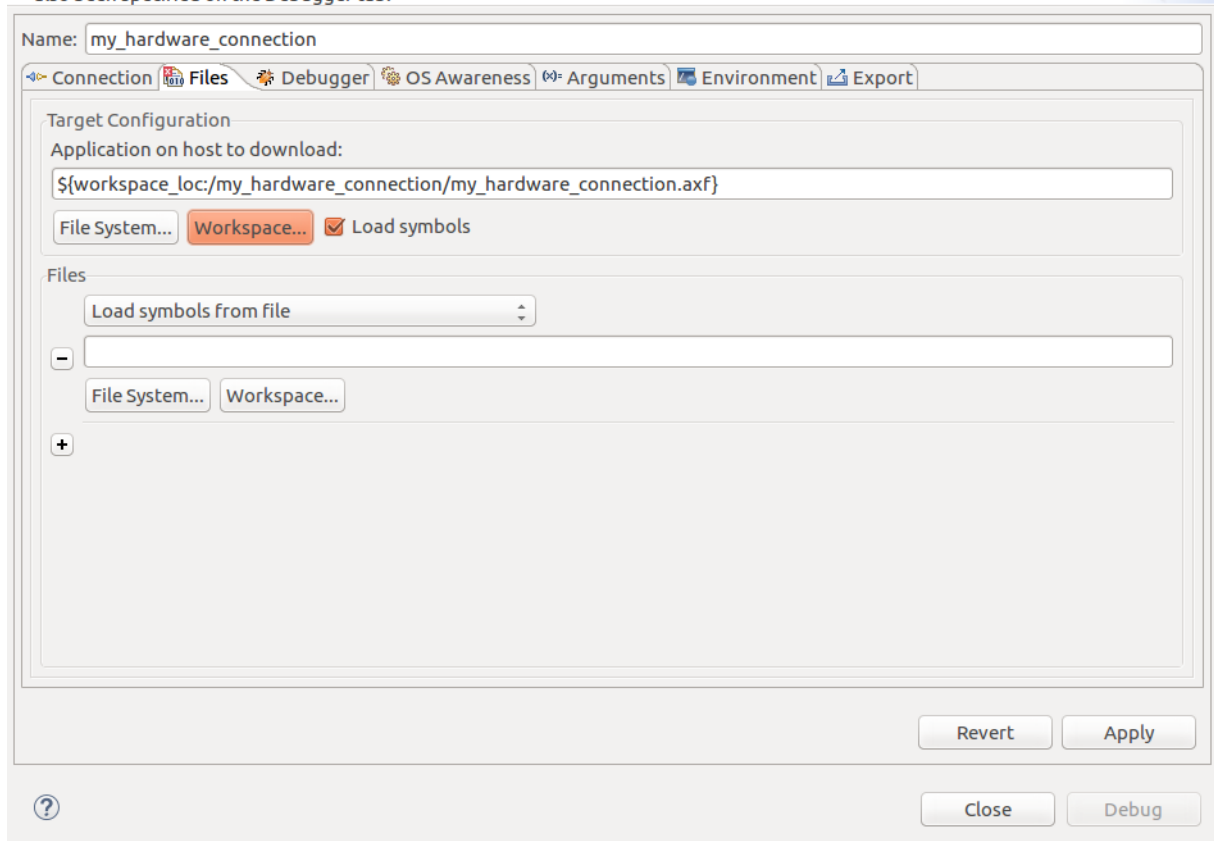 Name: my_hardware_connection
Connection Files Debugger OS Awareness (x)= Arguments Environment Export
Target Configuration
Application on host to download:
${workspace_loc:/my_hardware_connection/my_hardware_connection.axf}
File System... Workspace... Load symbols
Files
Load symbols from file
File System... Workspace...
Revert Apply
Close Debug